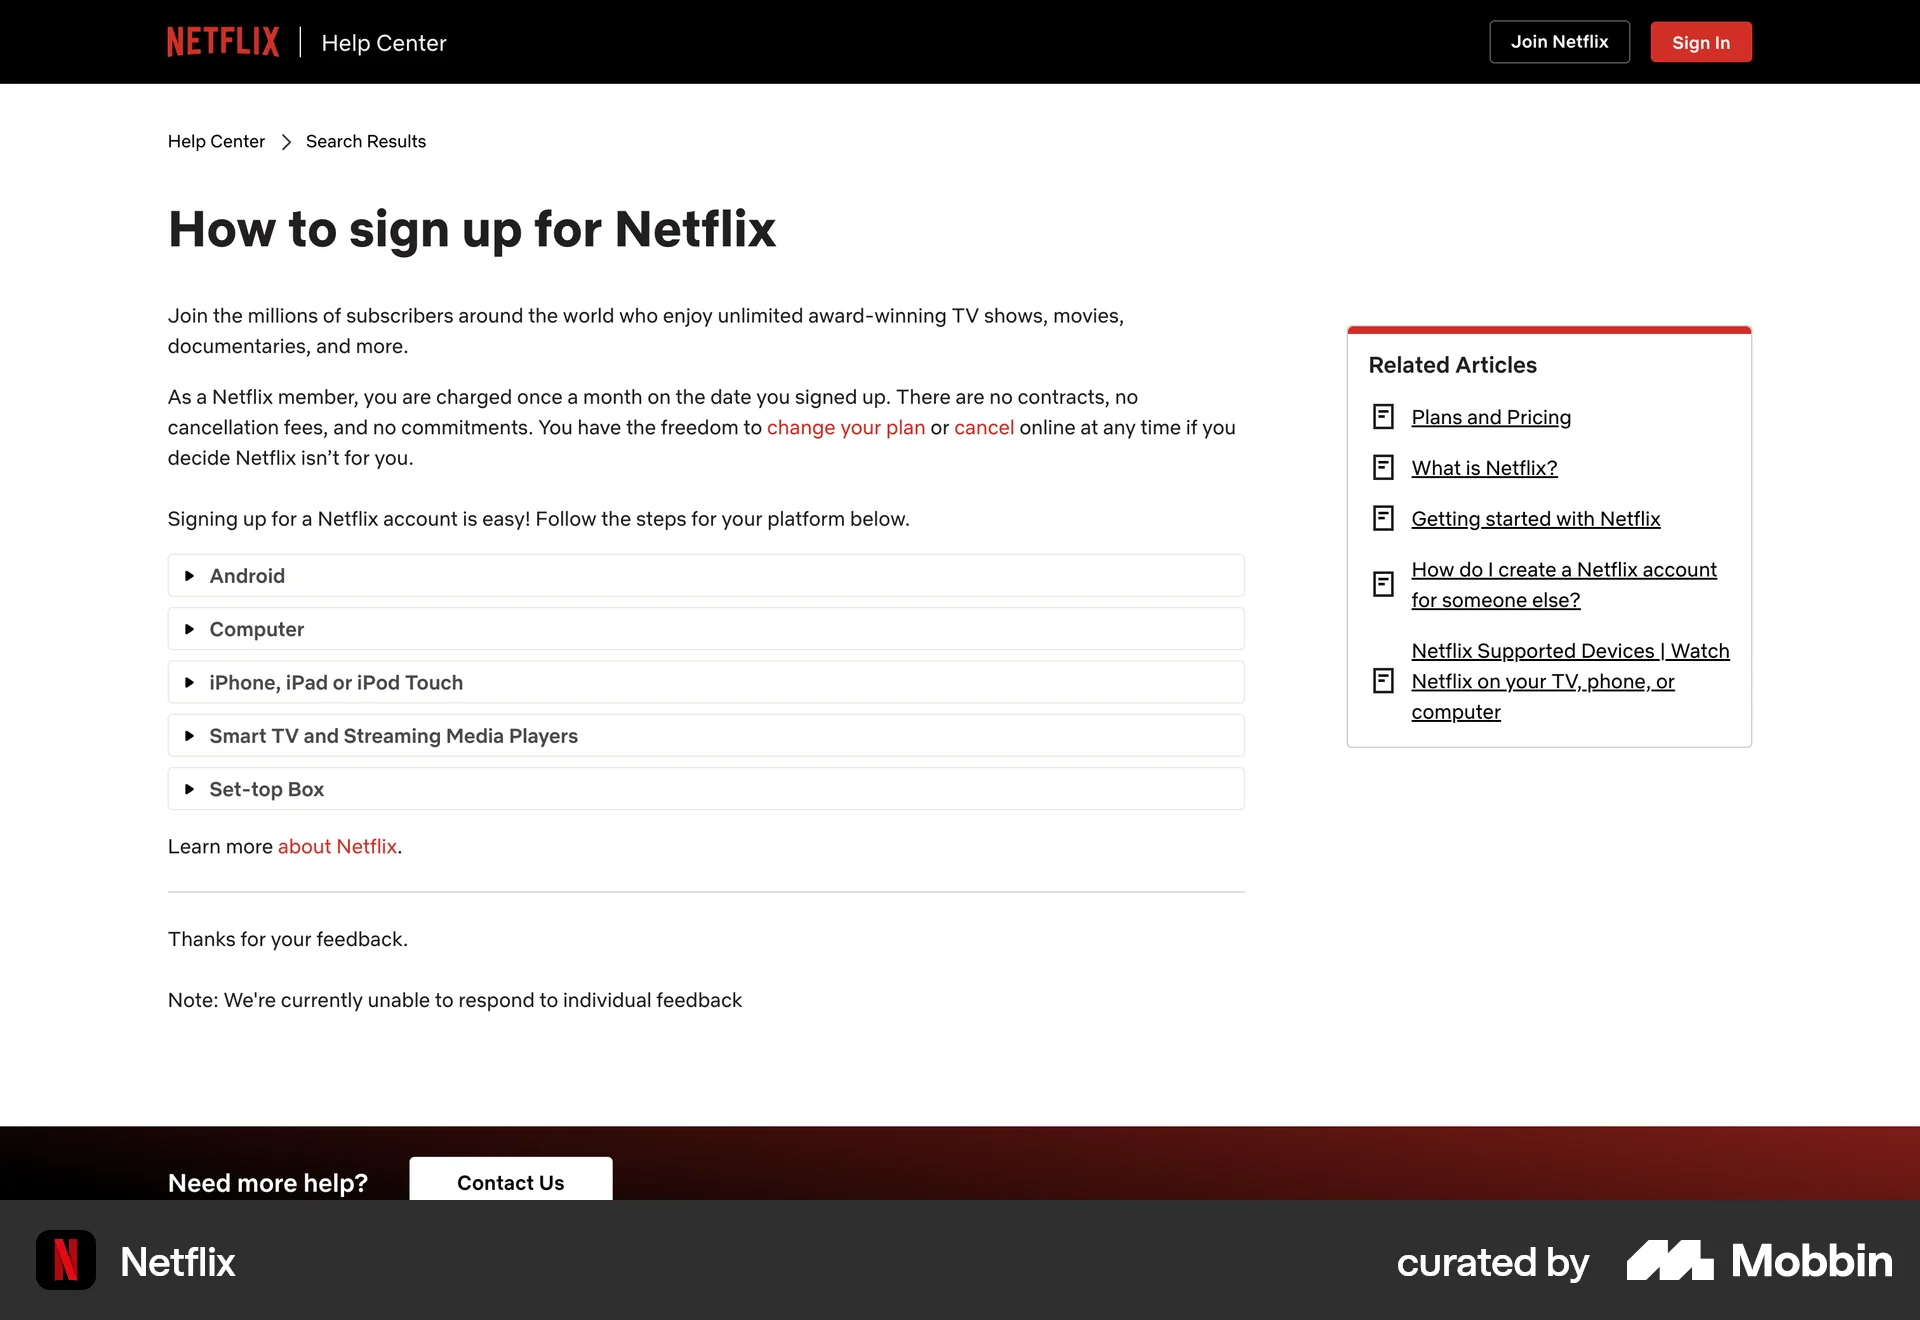 NETFLIX Help Center Join Netflix Sign In
Help Center Search Results
How to sign up for Netflix
Join the millions of subscribers around the world who enjoy unlimited award-winning TV shows, movies,
documentaries, and more.
As a Netflix member, you are charged once a month on the date you signed up. There are no contracts, no
cancellation fees, and no commitments. You have the freedom to change your plan or cancel online at any time if you
decide Netflix isn’t for you.
Signing up for a Netflix account is easy! Follow the steps for your platform below.
Android
Computer
iPhone, iPad or iPod Touch
Smart TV and Streaming Media Players
Set-top Box
Learn more about Netflix.
Thanks for your feedback.
Note: We're currently unable to respond to individual feedback
Related Articles
Plans and Pricing
What is Netflix?
Getting started with Netflix
How do I create a Netflix account
for someone else?
Netflix Supported Devices | Watch
Netflix on your TV, phone, or
computer
Need more help? Contact Us
N Netflix curated by Mobbin